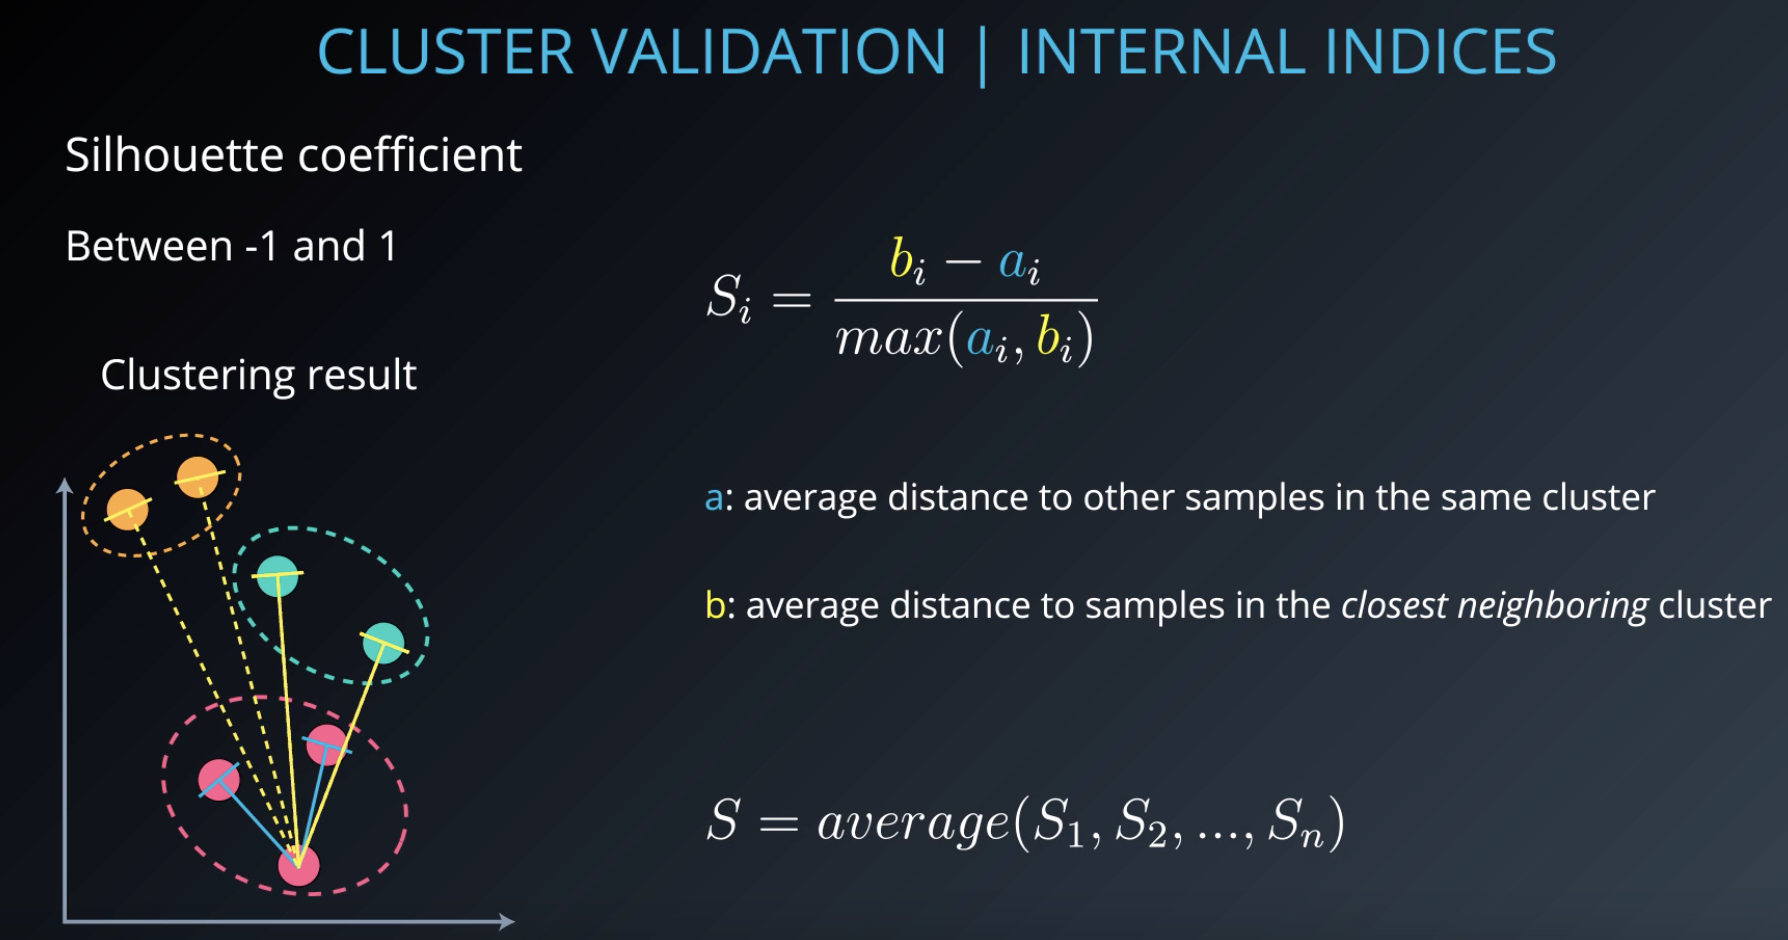 CLUSTER VALIDATION | INTERNAL INDICES
Silhouette coefficient
Between -1 and 1
S_i = \frac{b_i - a_i}{max(a_i, b_i)}
Clustering result
a: average distance to other samples in the same cluster
b: average distance to samples in the closest neighboring cluster
S = average(S_1, S_2, ..., S_n)